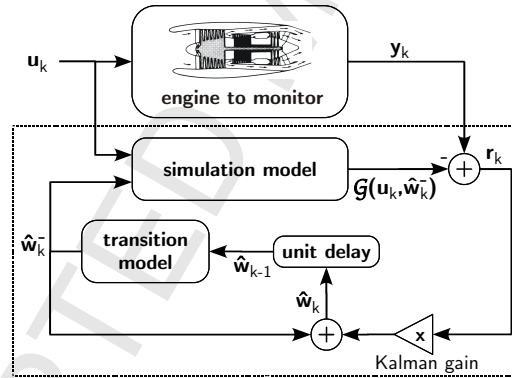 u_k
y_k
engine to monitor
simulation model
-
+
r_k
𝒢(u_k,ŵ_k^-)
ŵ_k^-
transition
model
ŵ_k-1
unit delay
ŵ_k
+
x
Kalman gain